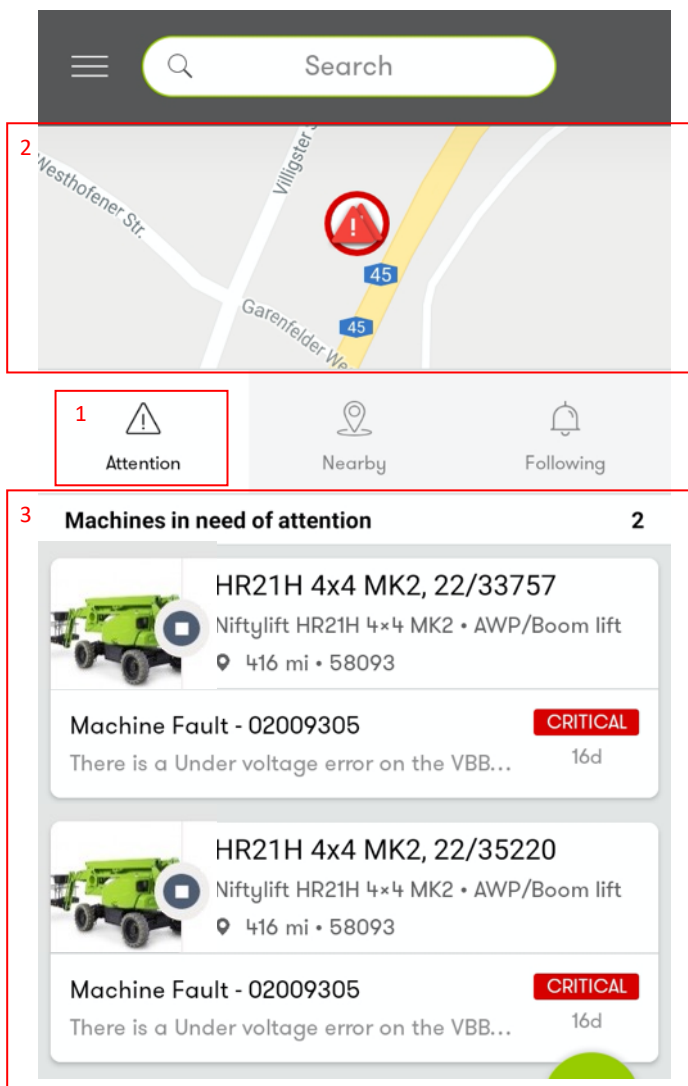 Search
2
Westhofener Str.
Villigster S
45
45
Garenfelder We
1
Attention
Nearby
Following
3
Machines in need of attention 2
HR21H 4x4 MK2, 22/33757
Niftylift HR21H 4×4 MK2 • AWP/Boom lift
416 mi • 58093
Machine Fault - 02009305 CRITICAL
There is a Under voltage error on the VBB... 16d
HR21H 4x4 MK2, 22/35220
Niftylift HR21H 4×4 MK2 • AWP/Boom lift
416 mi • 58093
Machine Fault - 02009305 CRITICAL
There is a Under voltage error on the VBB... 16d